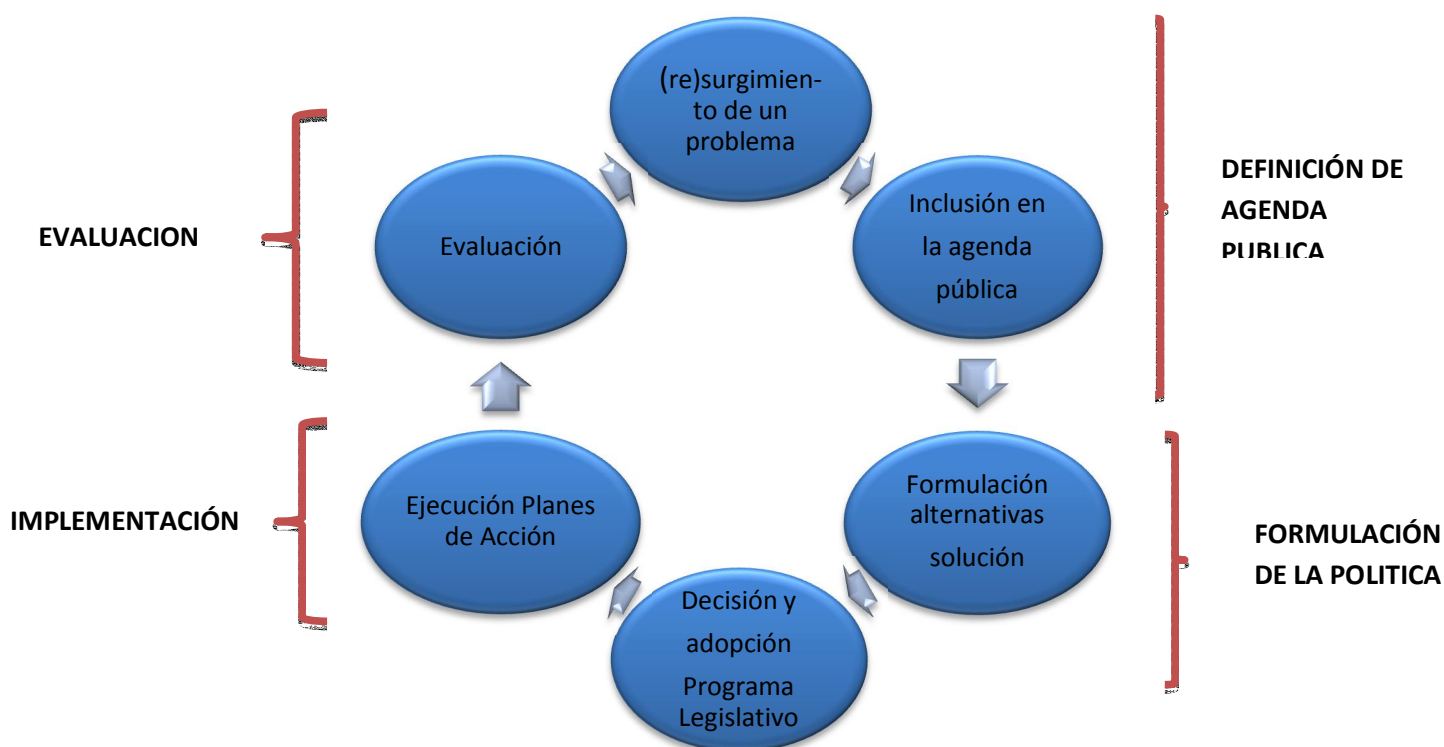 (re)surgimien-
to de un
problema
Inclusión en
la agenda
pública
Formulación
alternativas
solución
Decisión y
adopción
Programa
Legislativo
Ejecución Planes
de Acción
Evaluación
DEFINICIÓN DE
AGENDA
PUBLICA
FORMULACIÓN
DE LA POLITICA
IMPLEMENTACIÓN
EVALUACION